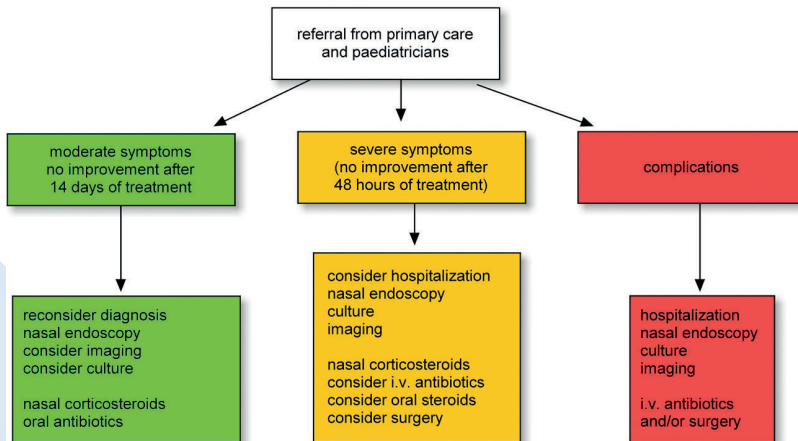 referral from primary care
and paediatricians
moderate symptoms
no improvement after
14 days of treatment
severe symptoms
(no improvement after
48 hours of treatment)
complications
reconsider diagnosis
nasal endoscopy
consider imaging
consider culture
nasal corticosteroids
oral antibiotics
consider hospitalization
nasal endoscopy
culture
imaging
nasal corticosteroids
consider i.v. antibiotics
consider oral steroids
consider surgery
hospitalization
nasal endoscopy
culture
imaging
i.v. antibiotics
and/or surgery